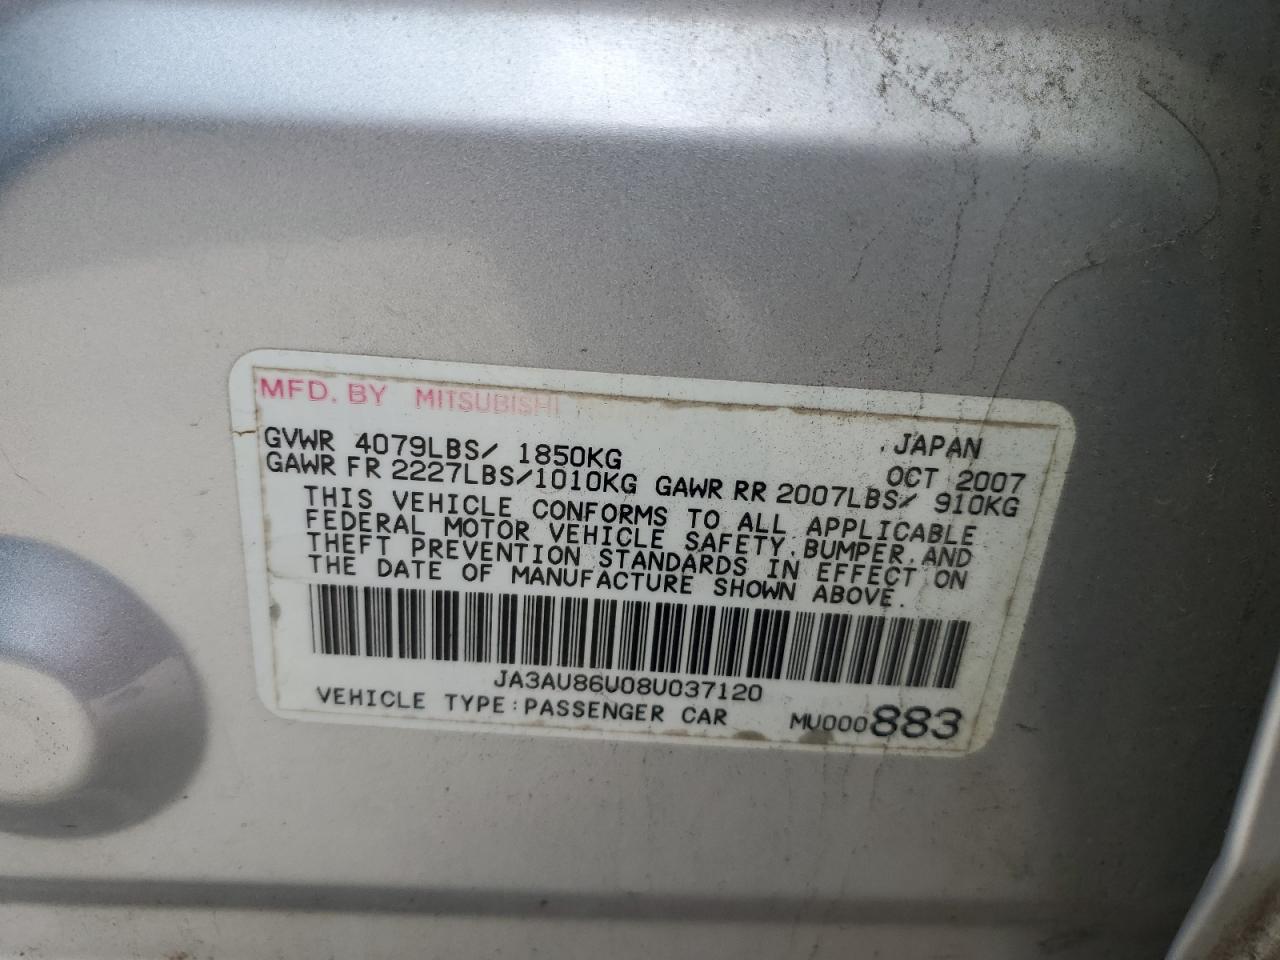 MFD. BY MITSUBISHI
GVWR 4079LBS/ 1850KG JAPAN
OCT 2007
GAWR FR 2227LBS/1010KG GAWR RR 2007LBS/ 910KG
THIS VEHICLE CONFORMS TO ALL APPLICABLE
FEDERAL MOTOR VEHICLE SAFETY, BUMPER, AND
THEFT PREVENTION STANDARDS IN EFFECT ON
THE DATE OF MANUFACTURE SHOWN ABOVE.
JA3AU86U08U037120
VEHICLE TYPE:PASSENGER CAR MU000883